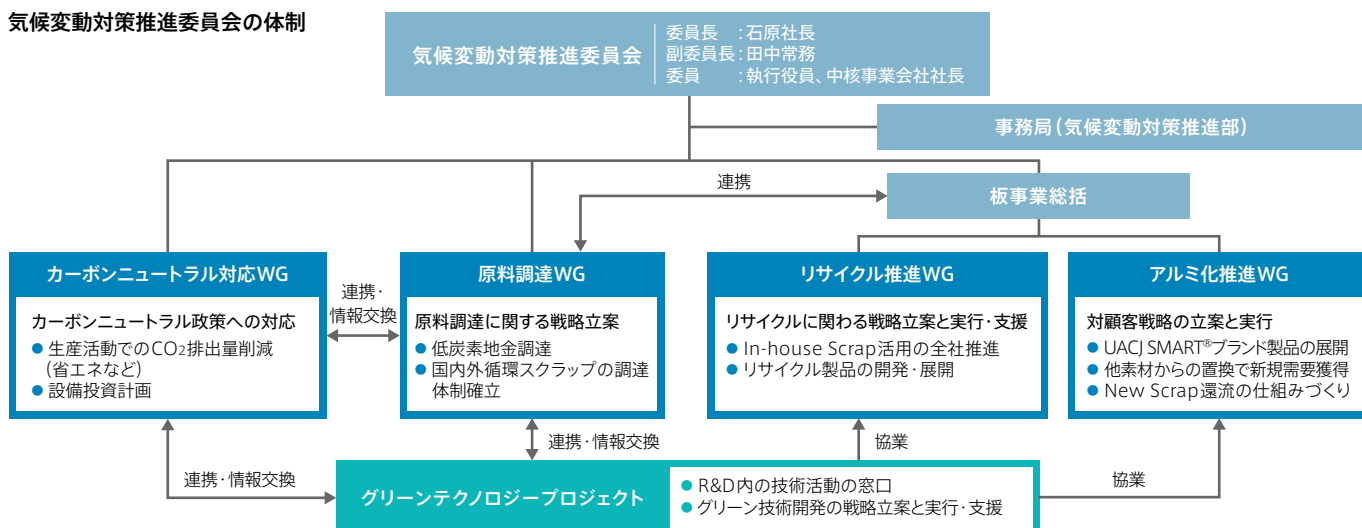 気候変動対策推進委員会の体制
気候変動対策推進委員会
委員長　：石原社長
副委員長：田中常務
委員　　：執行役員、中核事業会社社長
事務局（気候変動対策推進部）
連携
板事業総括
カーボンニュートラル対応WG
カーボンニュートラル政策への対応
● 生産活動でのCO₂排出量削減
（省エネなど）
● 設備投資計画
連携・
情報交換
原料調達WG
原料調達に関する戦略立案
● 低炭素地金調達
● 国内外循環スクラップの調達
体制確立
リサイクル推進WG
リサイクルに関わる戦略立案と実行・支援
● In-house Scrap活用の全社推進
● リサイクル製品の開発・展開
アルミ化推進WG
対顧客戦略の立案と実行
● UACJ SMART®ブランド製品の展開
● 他素材からの置換で新規需要獲得
● New Scrap還流の仕組みづくり
連携・情報交換
連携・情報交換
協業
協業
グリーンテクノロジープロジェクト
● R&D内の技術活動の窓口
● グリーン技術開発の戦略立案と実行・支援